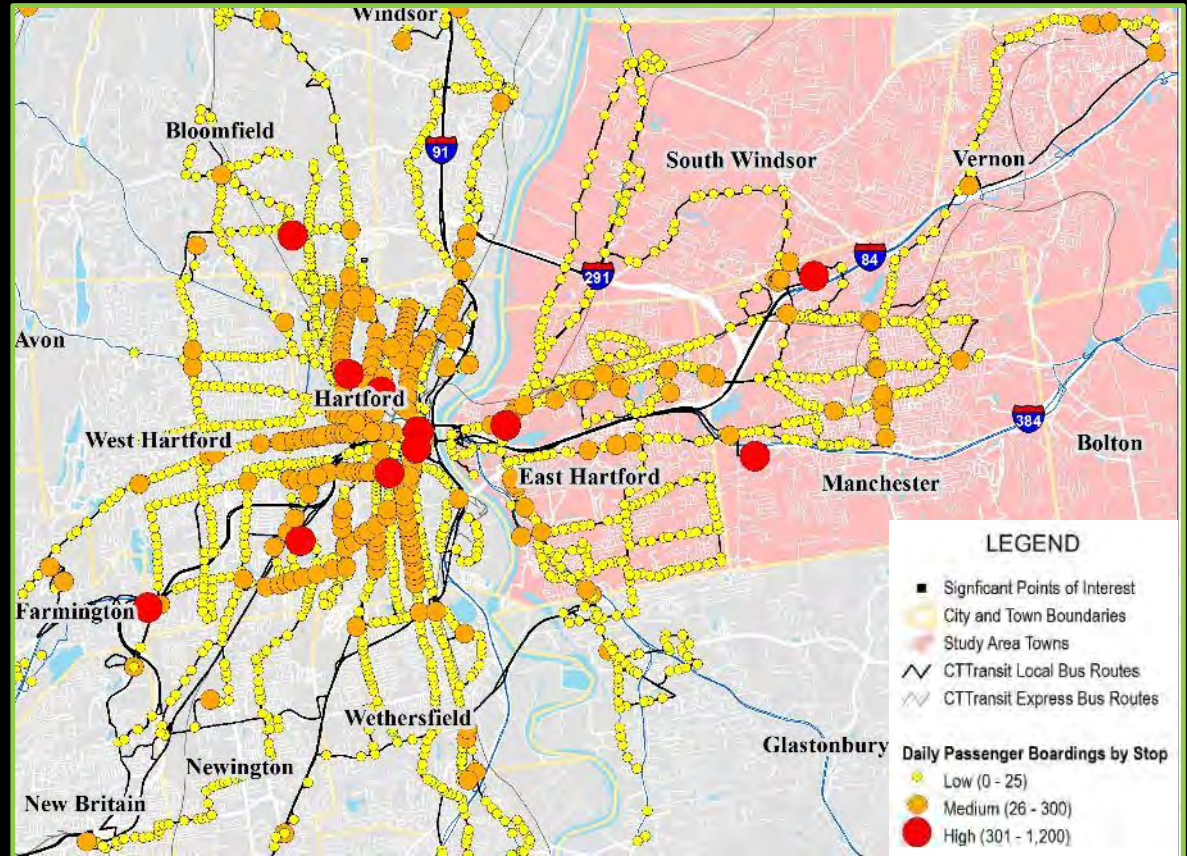 Windsor
Bloomfield
91
South Windsor
Vernon
84
291
Avon
Hartford
West Hartford
384
Bolton
East Hartford
Manchester
Farmington
Wethersfield
Glastonbury
Newington
New Britain
LEGEND
Signficant Points of Interest
City and Town Boundaries
Study Area Towns
CTTransit Local Bus Routes
CTTransit Express Bus Routes
Daily Passenger Boardings by Stop
Low (0 - 25)
Medium (26 - 300)
High (301 - 1,200)